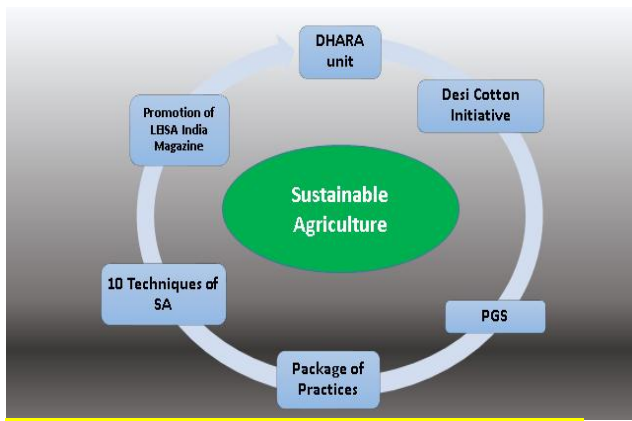 DHARA
unit
Desi Cotton
Initiative
PGS
Package of
Practices
10 Techniques of
SA
Promotion of
LEISA India
Magazine
Sustainable
Agriculture